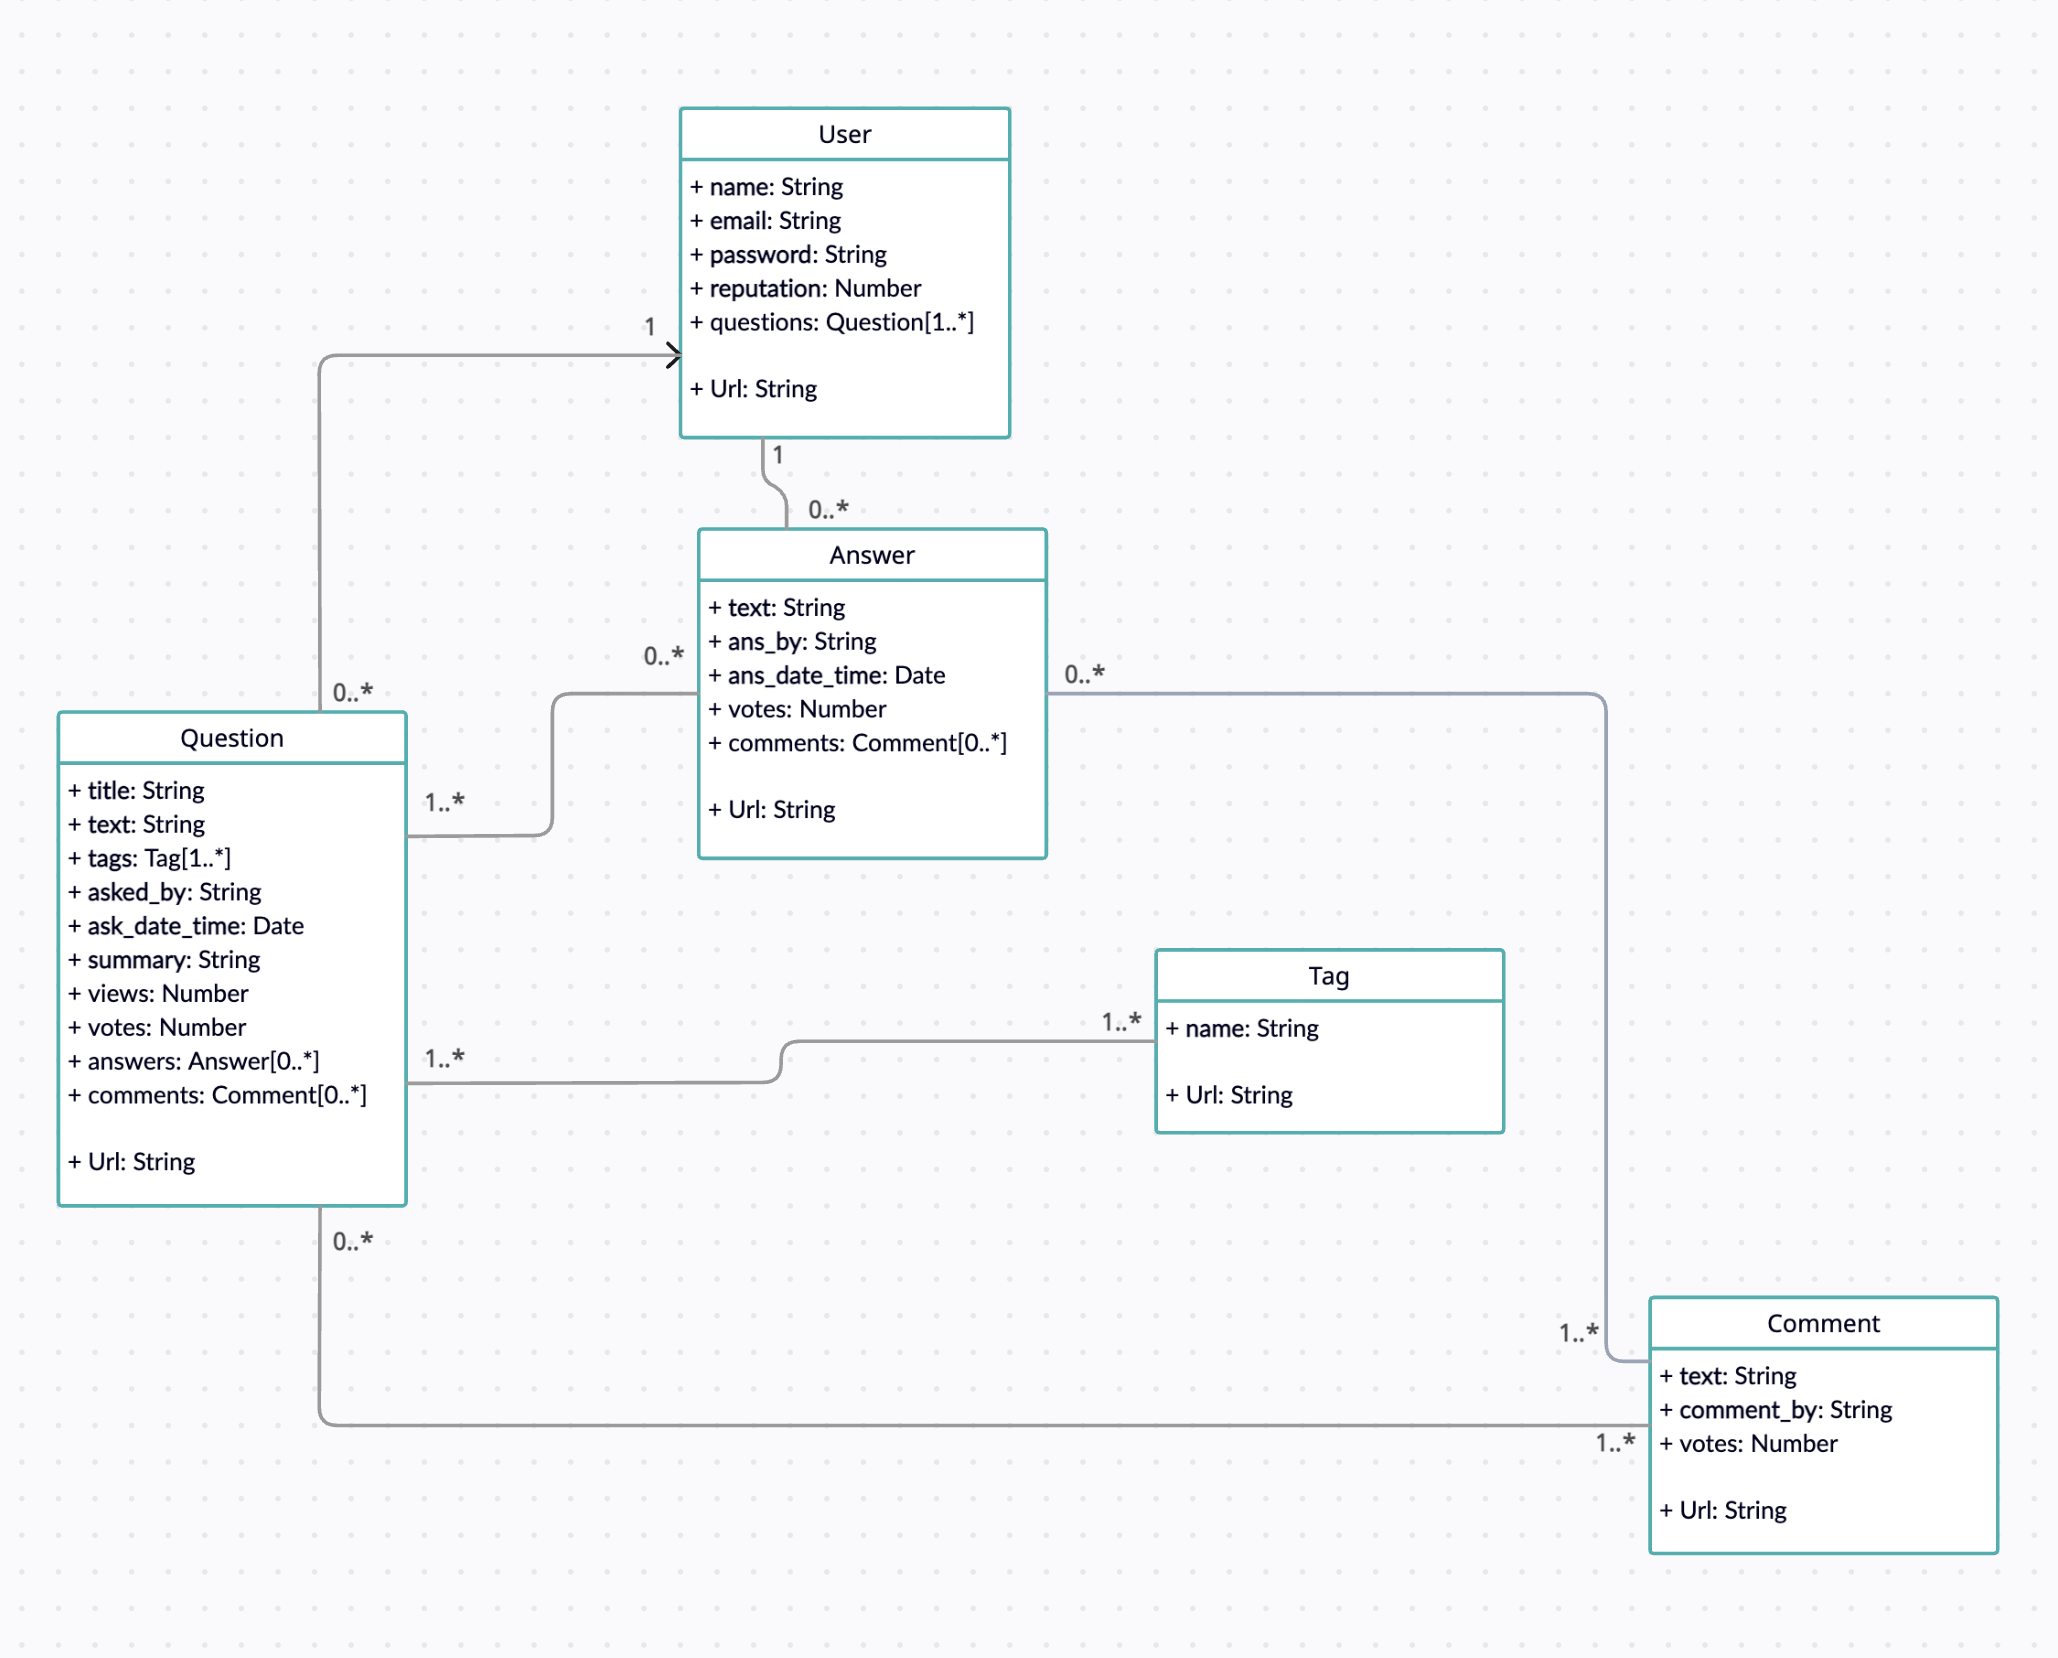 User
+ name: String
+ email: String
+ password: String
+ reputation: Number
+ questions: Question[1..*]
+ Url: String
1
1
0..*
Answer
+ text: String
+ ans_by: String
+ ans_date_time: Date
+ votes: Number
+ comments: Comment[0..*]
+ Url: String
0..*
0..*
0..*
Question
+ title: String
+ text: String
+ tags: Tag[1..*]
+ asked_by: String
+ ask_date_time: Date
+ summary: String
+ views: Number
+ votes: Number
+ answers: Answer[0..*]
+ comments: Comment[0..*]
+ Url: String
1..*
1..*
0..*
1..*
Tag
+ name: String
+ Url: String
1..*
1..*
Comment
+ text: String
+ comment_by: String
+ votes: Number
+ Url: String